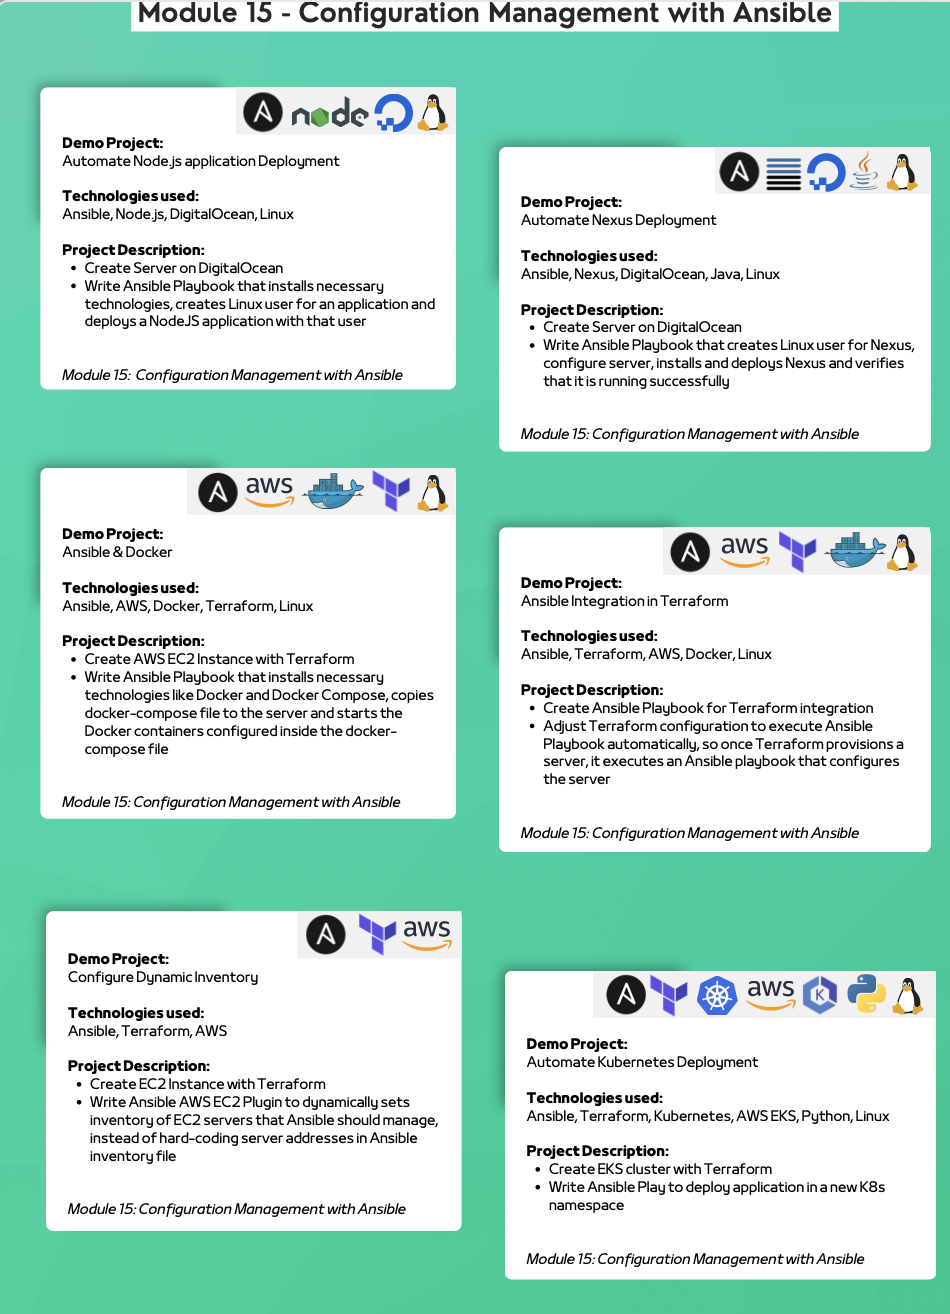 Module 15 - Configuration Management with Ansible
node
Demo Project:
Automate Node.js application Deployment
Technologies used:
Ansible, Node.js, DigitalOcean, Linux
Project Description:
• Create Server on DigitalOcean
• Write Ansible Playbook that installs necessary
technologies, creates Linux user for an application and
deploys a NodeJS application with that user
Module 15: Configuration Management with Ansible
Demo Project:
Automate Nexus Deployment
Technologies used:
Ansible, Nexus, DigitalOcean, Java, Linux
Project Description:
• Create Server on DigitalOcean
• Write Ansible Playbook that creates Linux user for Nexus,
configure server, installs and deploys Nexus and verifies
that it is running successfully
Module 15: Configuration Management with Ansible
aws
Demo Project:
Ansible & Docker
Technologies used:
Ansible, AWS, Docker, Terraform, Linux
Project Description:
• Create AWS EC2 Instance with Terraform
• Write Ansible Playbook that installs necessary
technologies like Docker and Docker Compose, copies
docker-compose file to the server and starts the
Docker containers configured inside the docker-
compose file
Module 15: Configuration Management with Ansible
aws
Demo Project:
Ansible Integration in Terraform
Technologies used:
Ansible, Terraform, AWS, Docker, Linux
Project Description:
• Create Ansible Playbook for Terraform integration
• Adjust Terraform configuration to execute Ansible
Playbook automatically, so once Terraform provisions a
server, it executes an Ansible playbook that configures
the server
Module 15: Configuration Management with Ansible
aws
Demo Project:
Configure Dynamic Inventory
Technologies used:
Ansible, Terraform, AWS
Project Description:
• Create EC2 Instance with Terraform
• Write Ansible AWS EC2 Plugin to dynamically sets
inventory of EC2 servers that Ansible should manage,
instead of hard-coding server addresses in Ansible
inventory file
Module 15: Configuration Management with Ansible
aws
K
Demo Project:
Automate Kubernetes Deployment
Technologies used:
Ansible, Terraform, Kubernetes, AWS EKS, Python, Linux
Project Description:
• Create EKS cluster with Terraform
• Write Ansible Play to deploy application in a new K8s
namespace
Module 15: Configuration Management with Ansible